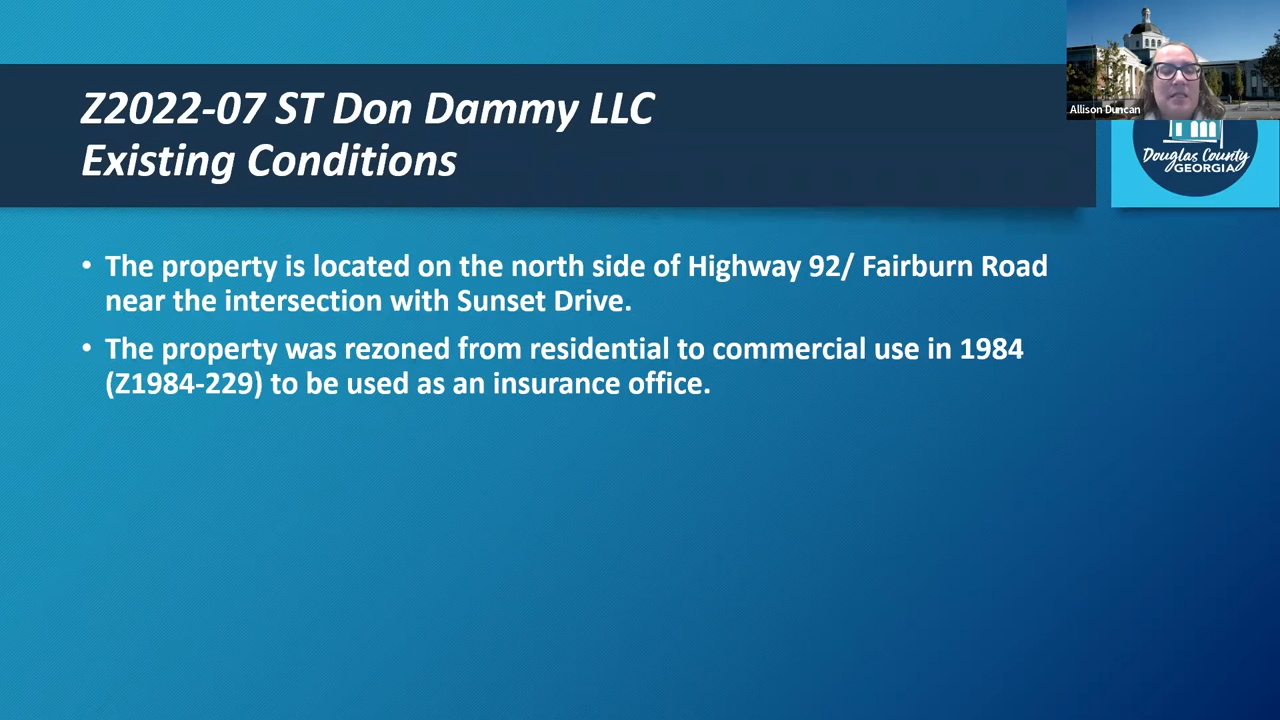 Z2022-07 ST Don Dammy LLC
Existing Conditions
Allison Duncan
Douglas County
GEORGIA
• The property is located on the north side of Highway 92/ Fairburn Road
near the intersection with Sunset Drive.
• The property was rezoned from residential to commercial use in 1984
(Z1984-229) to be used as an insurance office.